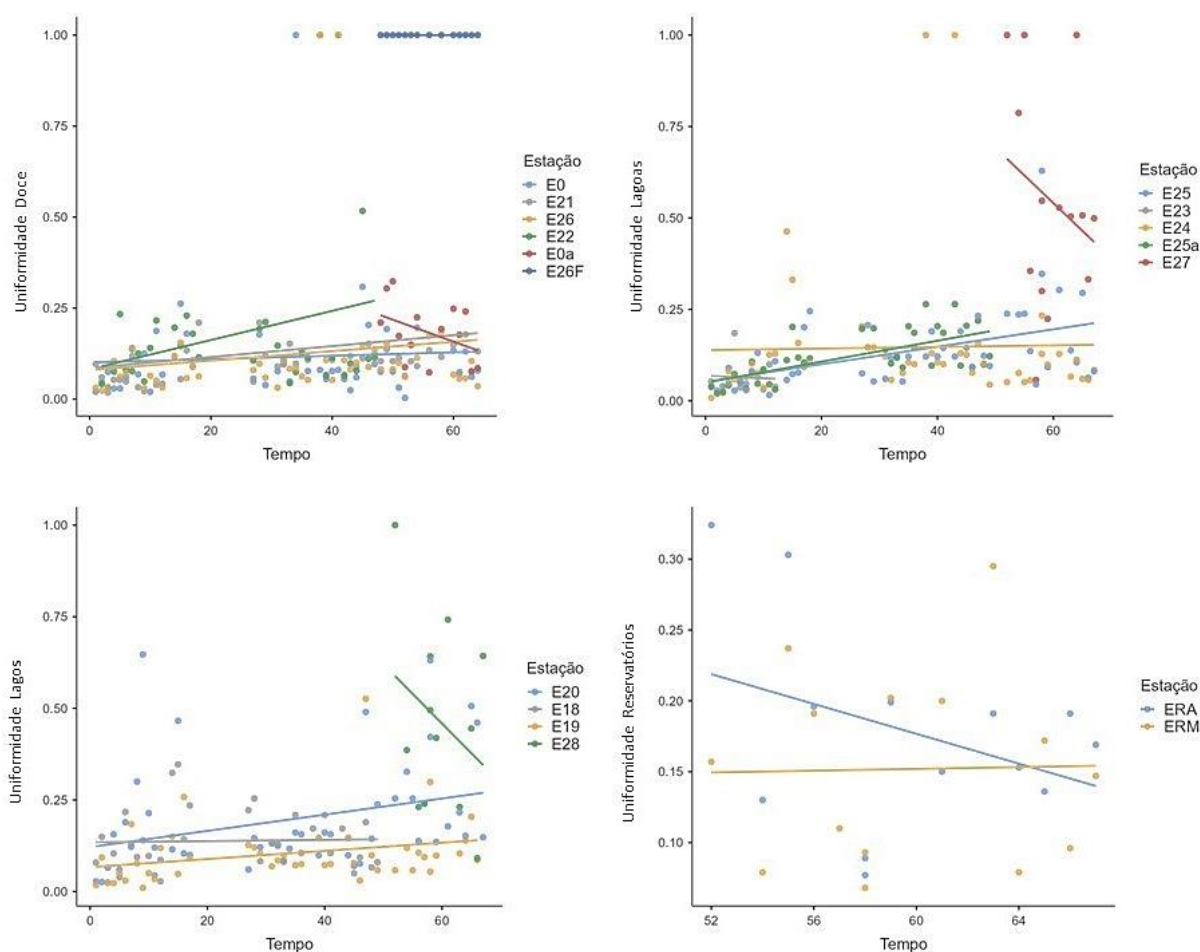 1.00
0.75
0.50
0.25
0.00
Uniformidade Doce
0
20
40
60
Tempo
Estação
E0
E21
E26
E22
E0a
E26F
1.00
0.75
0.50
0.25
0.00
Uniformidade Lagoas
0
20
40
60
Tempo
Estação
E25
E23
E24
E25a
E27
1.00
0.75
0.50
0.25
0.00
Uniformidade Lagos
0
20
40
60
Tempo
Estação
E20
E18
E19
E28
0.30
0.25
0.20
0.15
0.10
Uniformidade Reservatórios
52
56
60
64
Tempo
Estação
ERA
ERM